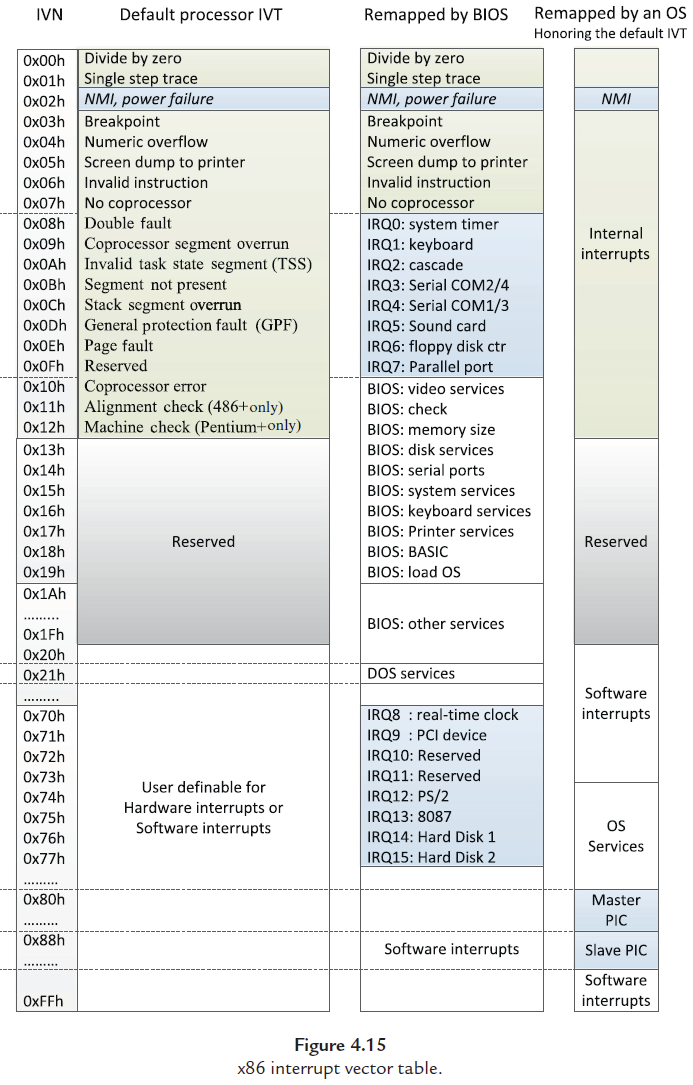 IVN Default processor IVT Remapped by BIOS Remapped by an OS
Honoring the default IVT
0x00h Divide by zero Divide by zero
0x01h Single step trace Single step trace
0x02h NMI, power failure NMI, power failure NMI
0x03h Breakpoint Breakpoint
0x04h Numeric overflow Numeric overflow
0x05h Screen dump to printer Screen dump to printer
0x06h Invalid instruction Invalid instruction
0x07h No coprocessor No coprocessor
0x08h Double fault IRQ0: system timer
0x09h Coprocessor segment overrun IRQ1: keyboard Internal
0x0Ah Invalid task state segment (TSS) IRQ2: cascade interrupts
0x0Bh Segment not present IRQ3: Serial COM2/4
0x0Ch Stack segment overrun IRQ4: Serial COM1/3
0x0Dh General protection fault (GPF) IRQ5: Sound card
0x0Eh Page fault IRQ6: floppy disk ctr
0x0Fh Reserved IRQ7: Parallel port
0x10h Coprocessor error BIOS: video services
0x11h Alignment check (486+only) BIOS: check
0x12h Machine check (Pentium+only) BIOS: memory size
0x13h BIOS: disk services
0x14h BIOS: serial ports
0x15h BIOS: system services
0x16h BIOS: keyboard services
0x17h Reserved BIOS: Printer services Reserved
0x18h BIOS: BASIC
0x19h BIOS: load OS
0x1Ah
......... BIOS: other services
0x1Fh
0x20h
0x21h DOS services
......... Software
0x70h IRQ8 : real-time clock interrupts
0x71h IRQ9 : PCI device
0x72h IRQ10: Reserved
0x73h IRQ11: Reserved
0x74h User definable for IRQ12: PS/2
0x75h Hardware interrupts or IRQ13: 8087 OS
0x76h Software interrupts IRQ14: Hard Disk 1 Services
0x77h IRQ15: Hard Disk 2
.........
0x80h Master
......... PIC
0x88h Software interrupts Slave PIC
.........
Software
0xFFh interrupts
Figure 4.15
x86 interrupt vector table.